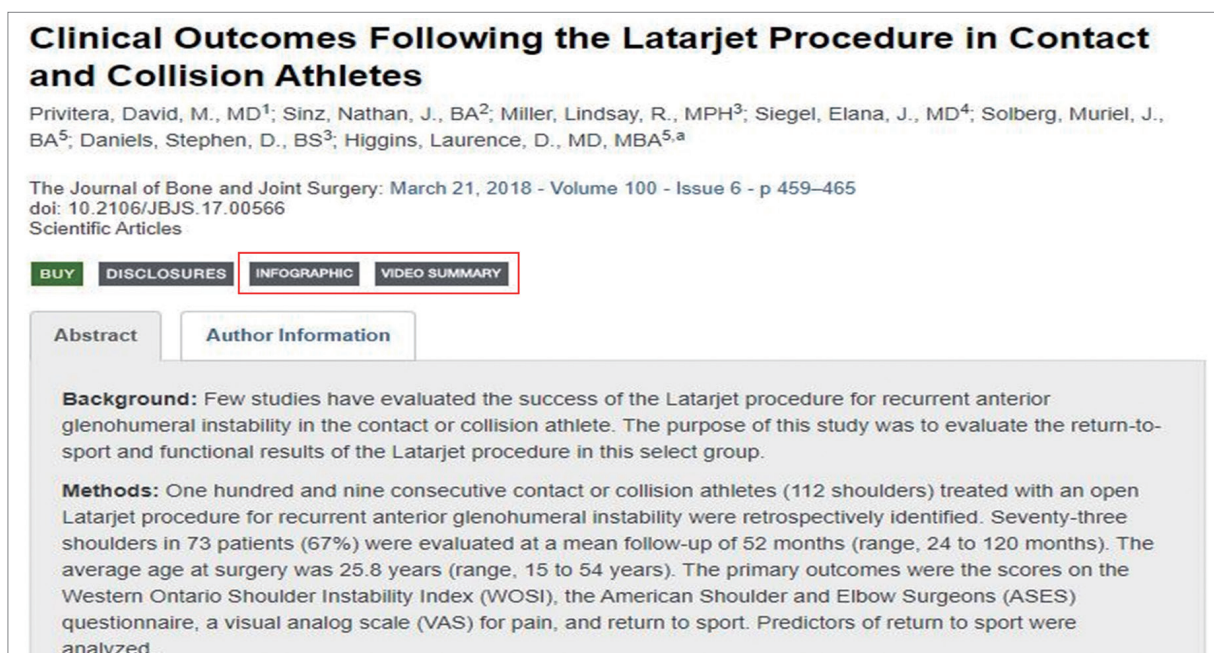 Clinical Outcomes Following the Latarjet Procedure in Contact
and Collision Athletes
Privitera, David, M., MD1; Sinz, Nathan, J., BA2; Miller, Lindsay, R., MPH3; Siegel, Elana, J., MD4; Solberg, Muriel, J.,
BA5; Daniels, Stephen, D., BS3; Higgins, Laurence, D., MD, MBA5,a
The Journal of Bone and Joint Surgery: March 21, 2018 - Volume 100 - Issue 6 - p 459–465
doi: 10.2106/JBJS.17.00566
Scientific Articles
BUY DISCLOSURES INFOGRAPHIC VIDEO SUMMARY
Abstract Author Information
Background: Few studies have evaluated the success of the Latarjet procedure for recurrent anterior
glenohumeral instability in the contact or collision athlete. The purpose of this study was to evaluate the return-to-
sport and functional results of the Latarjet procedure in this select group.
Methods: One hundred and nine consecutive contact or collision athletes (112 shoulders) treated with an open
Latarjet procedure for recurrent anterior glenohumeral instability were retrospectively identified. Seventy-three
shoulders in 73 patients (67%) were evaluated at a mean follow-up of 52 months (range, 24 to 120 months). The
average age at surgery was 25.8 years (range, 15 to 54 years). The primary outcomes were the scores on the
Western Ontario Shoulder Instability Index (WOSI), the American Shoulder and Elbow Surgeons (ASES)
questionnaire, a visual analog scale (VAS) for pain, and return to sport. Predictors of return to sport were
analyzed.